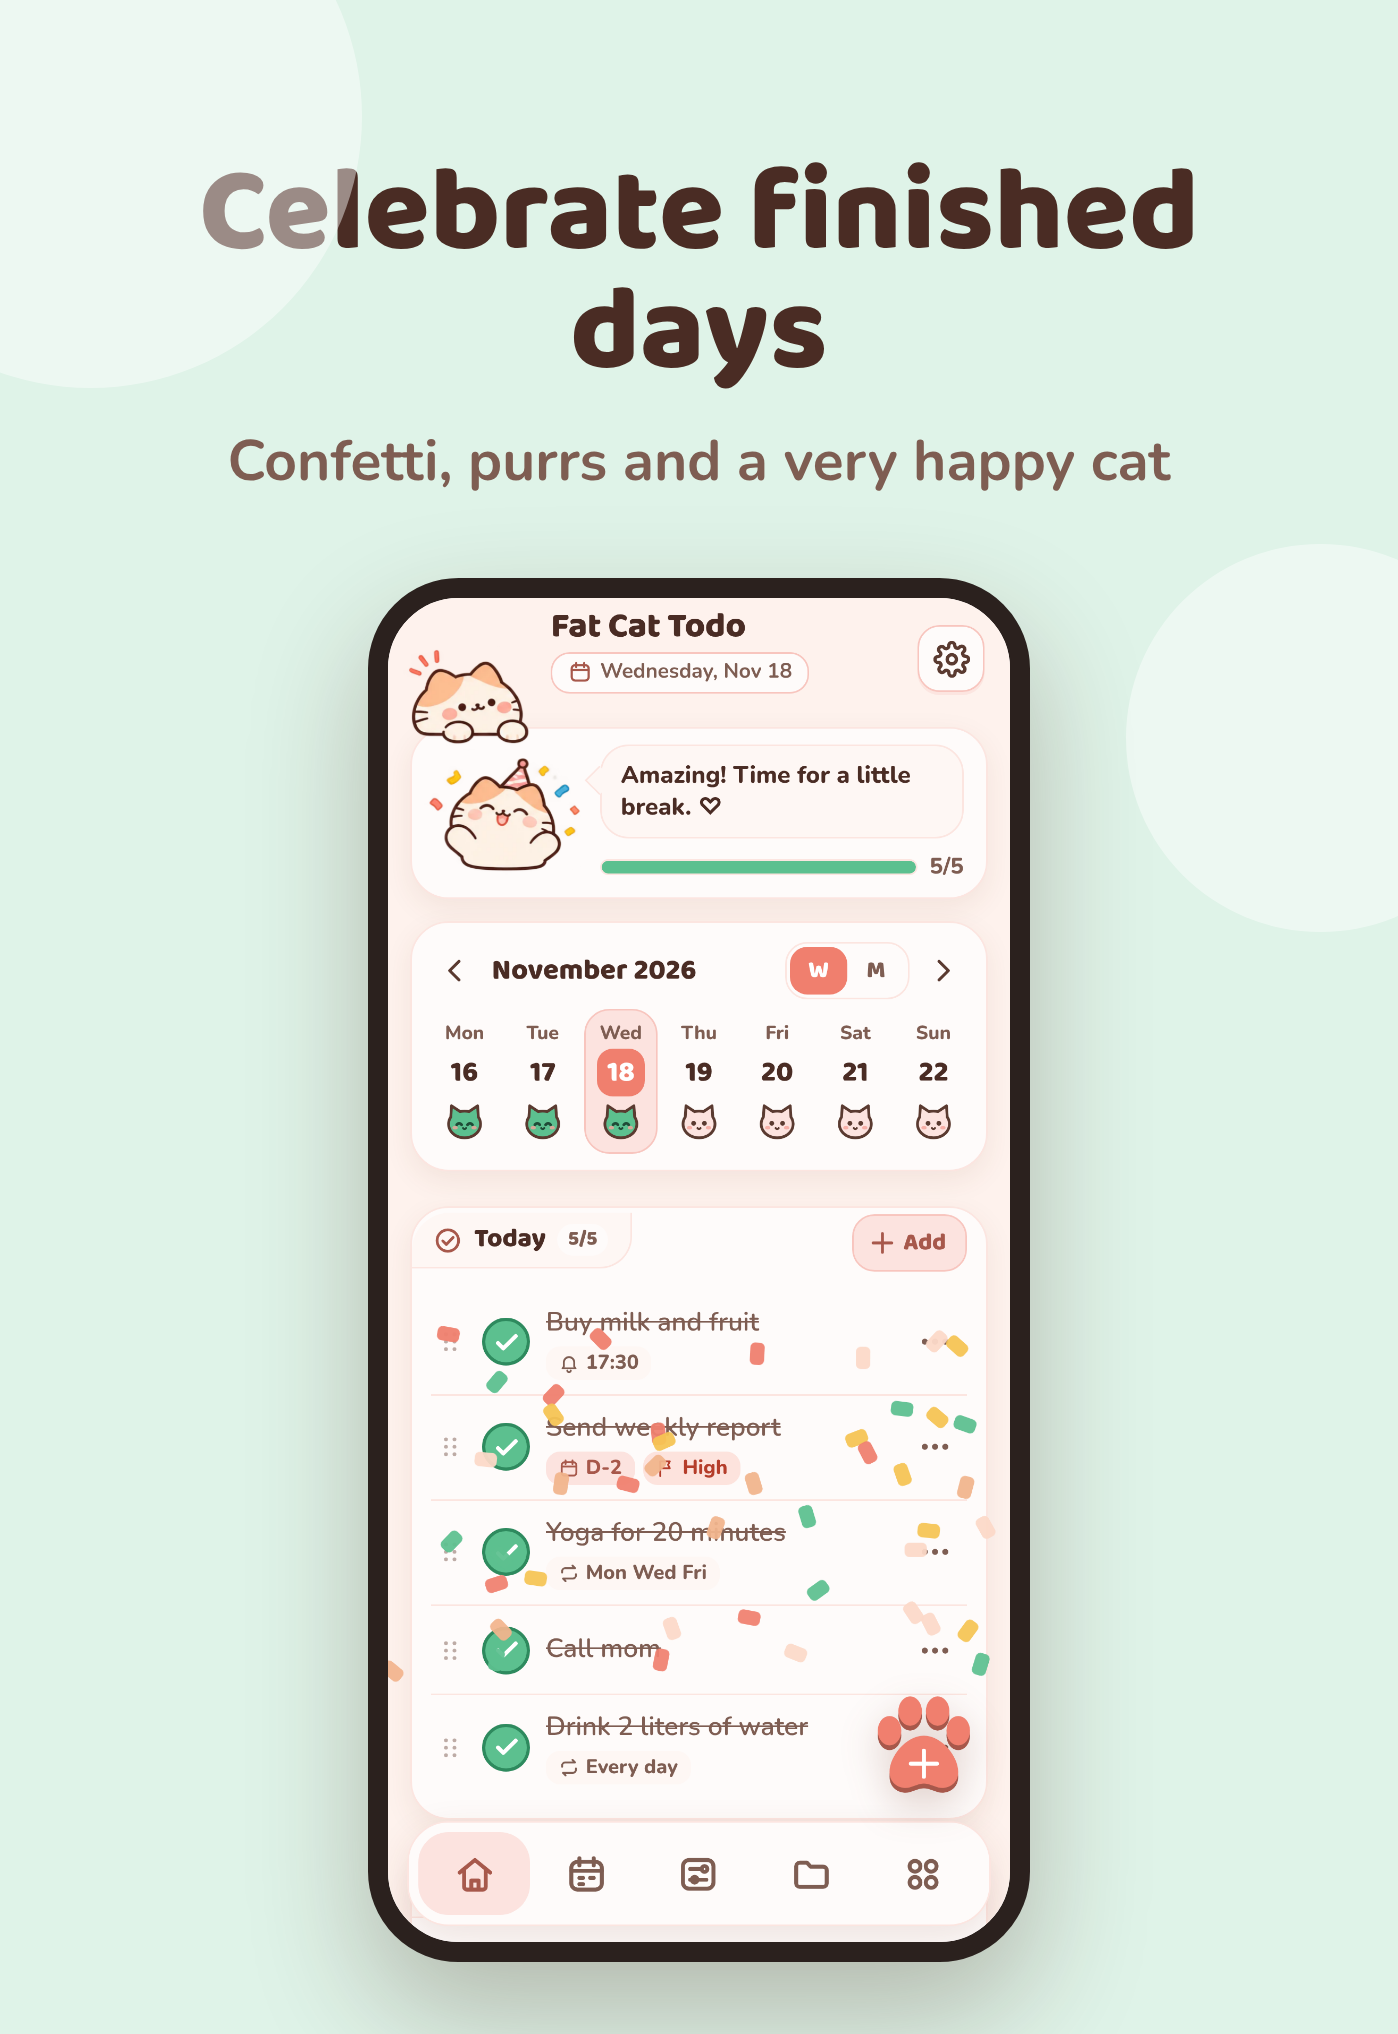 Celebrate finished
days
Confetti, purrs and a very happy cat
Fat Cat Todo
Wednesday, Nov 18
Amazing! Time for a little
break. ♡
5/5
November 2026
W M
Mon Tue Wed Thu Fri Sat Sun
16 17 18 19 20 21 22
Today 5/5
+ Add
Buy milk and fruit
17:30
Send weekly report
D-2 High
Yoga for 20 minutes
Mon Wed Fri
Call mom
Drink 2 liters of water
Every day